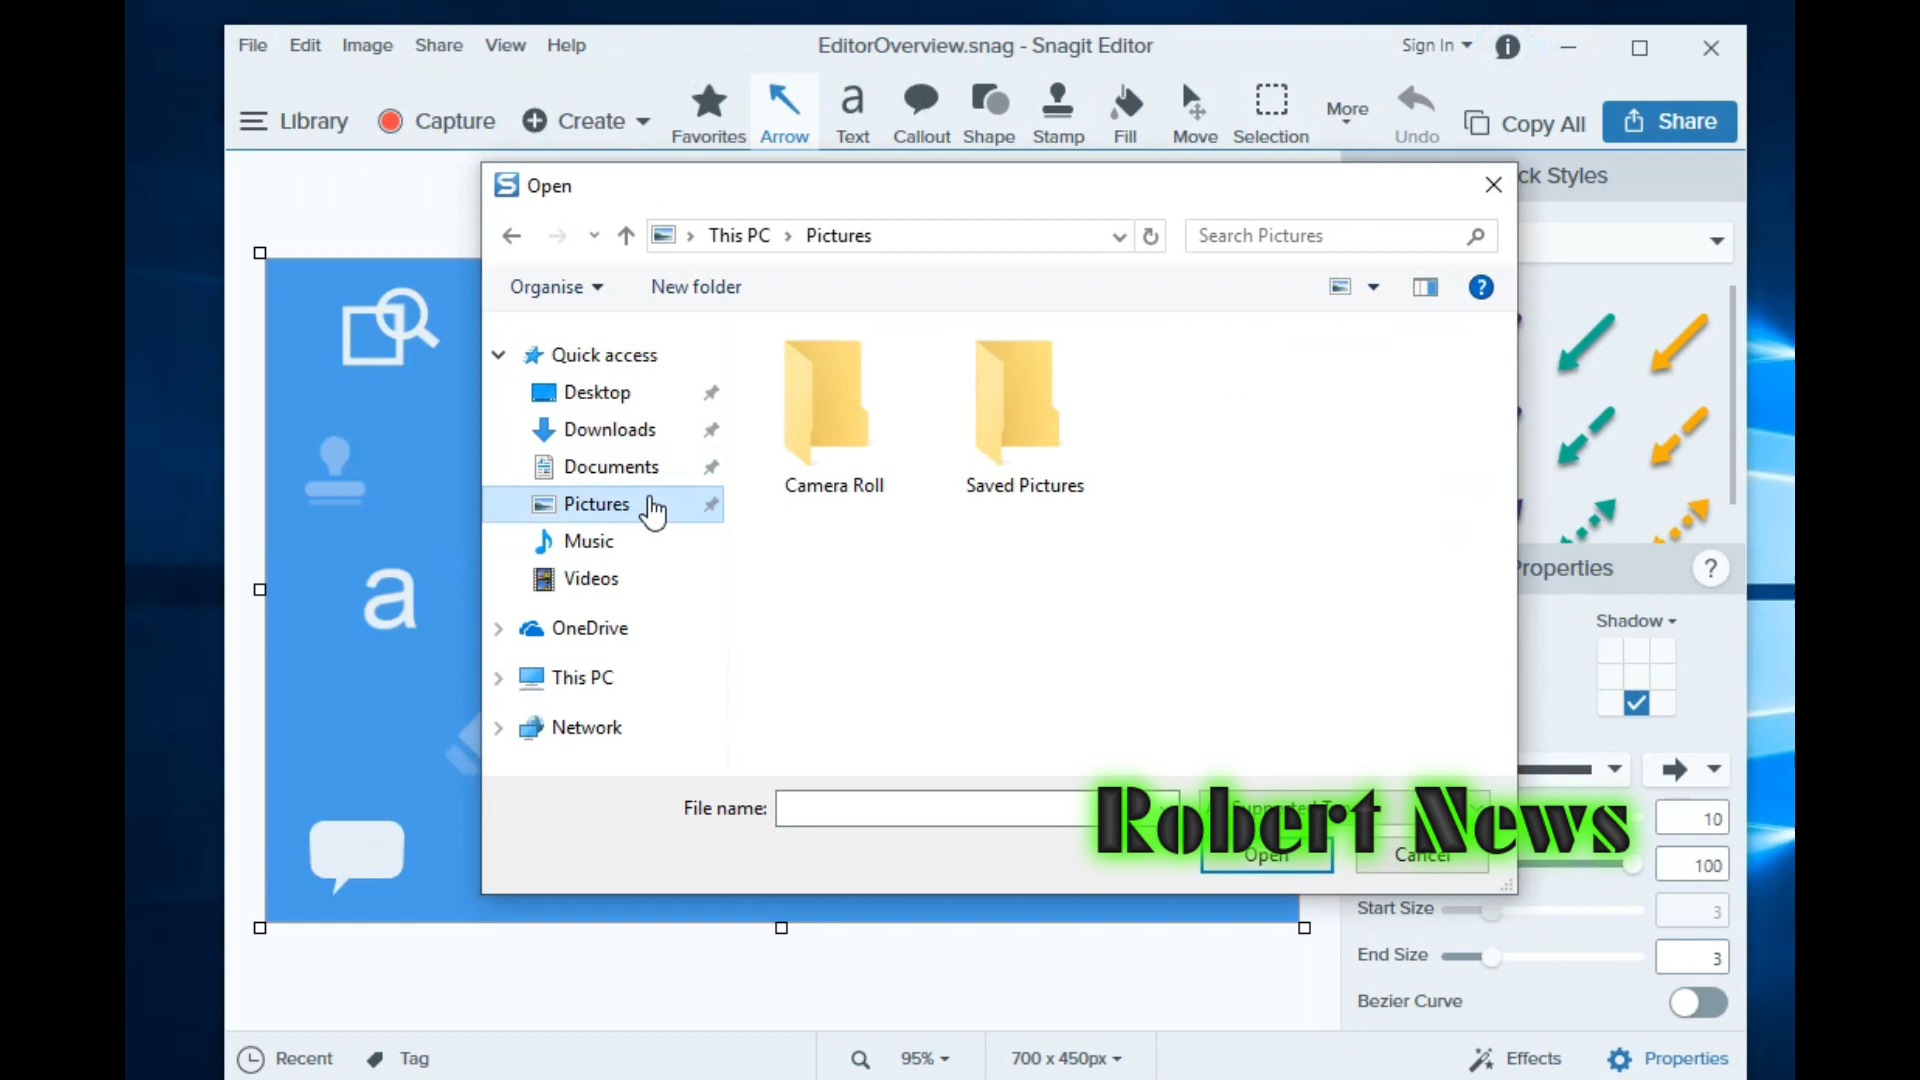 File Edit Image Share View Help
EditorOverview.snag - Snagit Editor
Sign In
Library
Capture
Create
Favorites
Arrow
a
Text
Callout
Shape
Stamp
Fill
Move
Selection
More
Undo
Copy All
Share
S Open
This PC > Pictures
Search Pictures
Organise
New folder
?
Quick access
Desktop
Downloads
Documents
Pictures
Music
Videos
OneDrive
This PC
Network
Camera Roll
Saved Pictures
File name:
Open
Cancel
Robert News
a
ck Styles
Properties
?
Shadow
10
100
Start Size
3
End Size
3
Bezier Curve
Recent
Tag
95%
700 x 450px
Effects
Properties